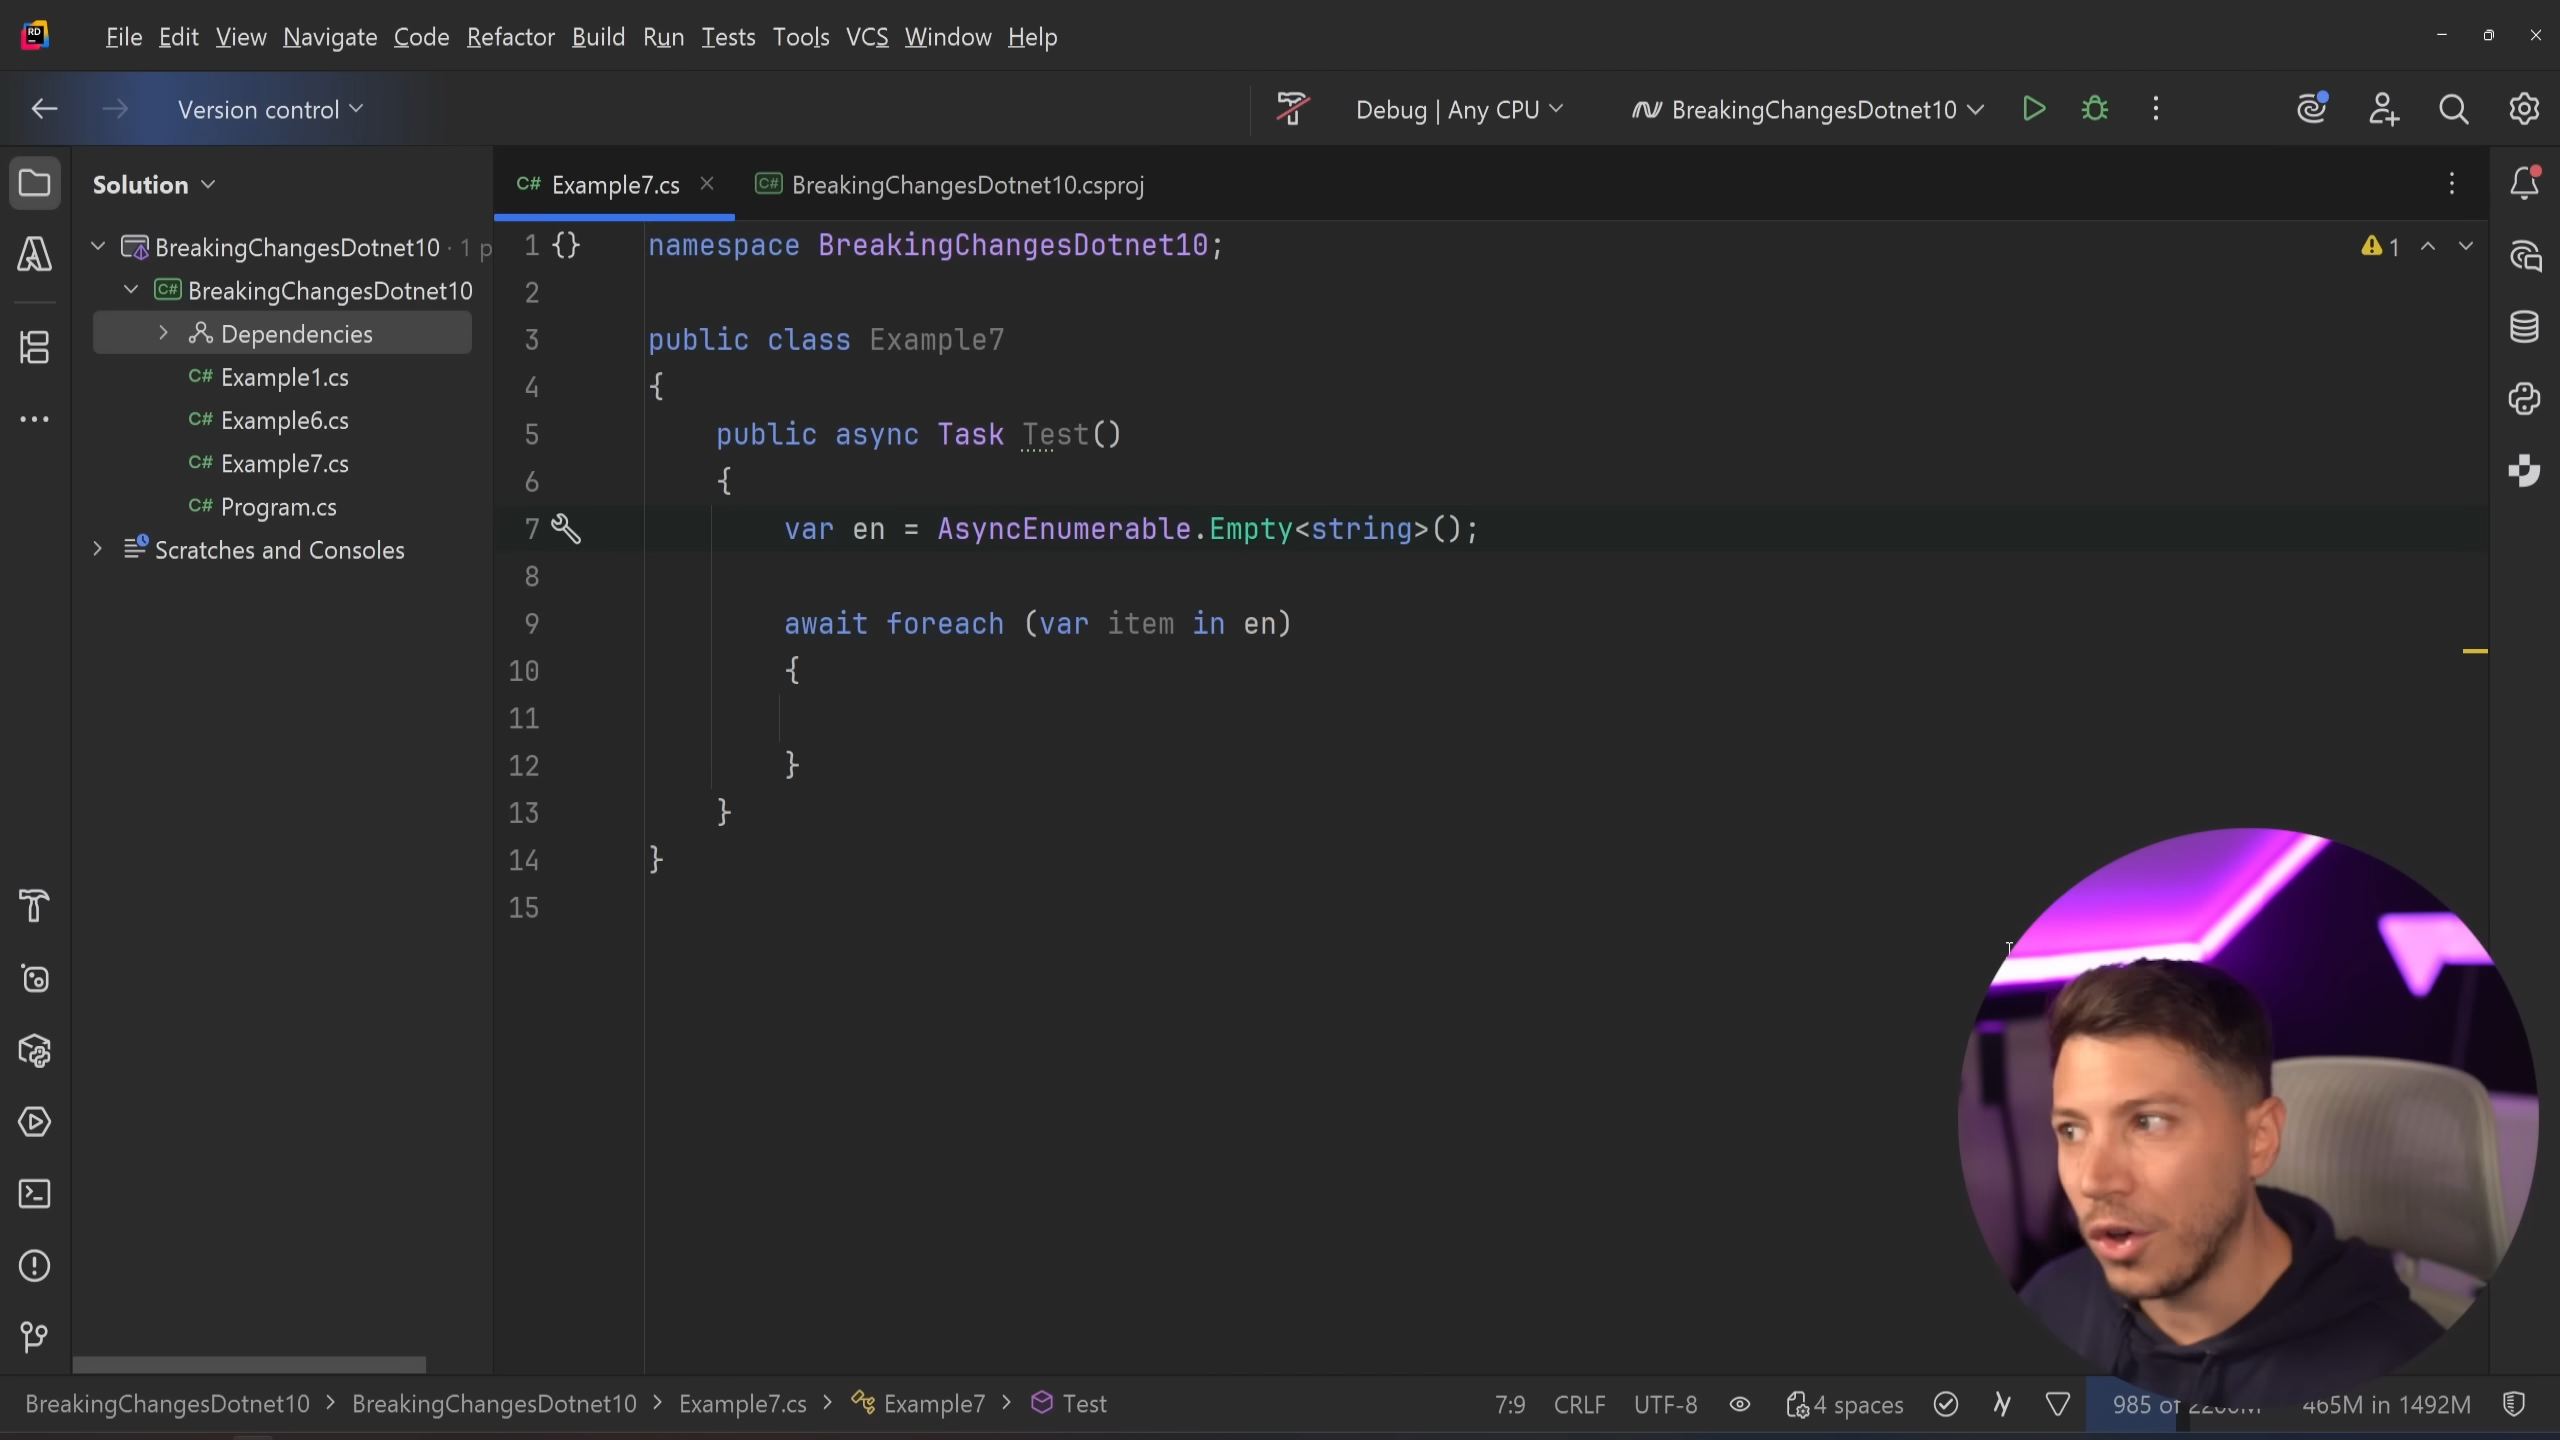 File Edit View Navigate Code Refactor Build Run Tests Tools VCS Window Help
Version control
Debug | Any CPU
BreakingChangesDotnet10
Solution
Example7.cs
BreakingChangesDotnet10.csproj
BreakingChangesDotnet10 · 1 p
BreakingChangesDotnet10
Dependencies
C# Example1.cs
C# Example6.cs
C# Example7.cs
C# Program.cs
Scratches and Consoles
1 {} namespace BreakingChangesDotnet10;
2
3 public class Example7
4 {
5 public async Task Test()
6 {
7 var en = AsyncEnumerable.Empty<string>();
8
9 await foreach (var item in en)
10 {
11
12 }
13 }
14 }
15
1
BreakingChangesDotnet10 > BreakingChangesDotnet10 > Example7.cs > Example7 > Test
7:9 CRLF UTF-8 4 spaces 985 of 465M in 1492M